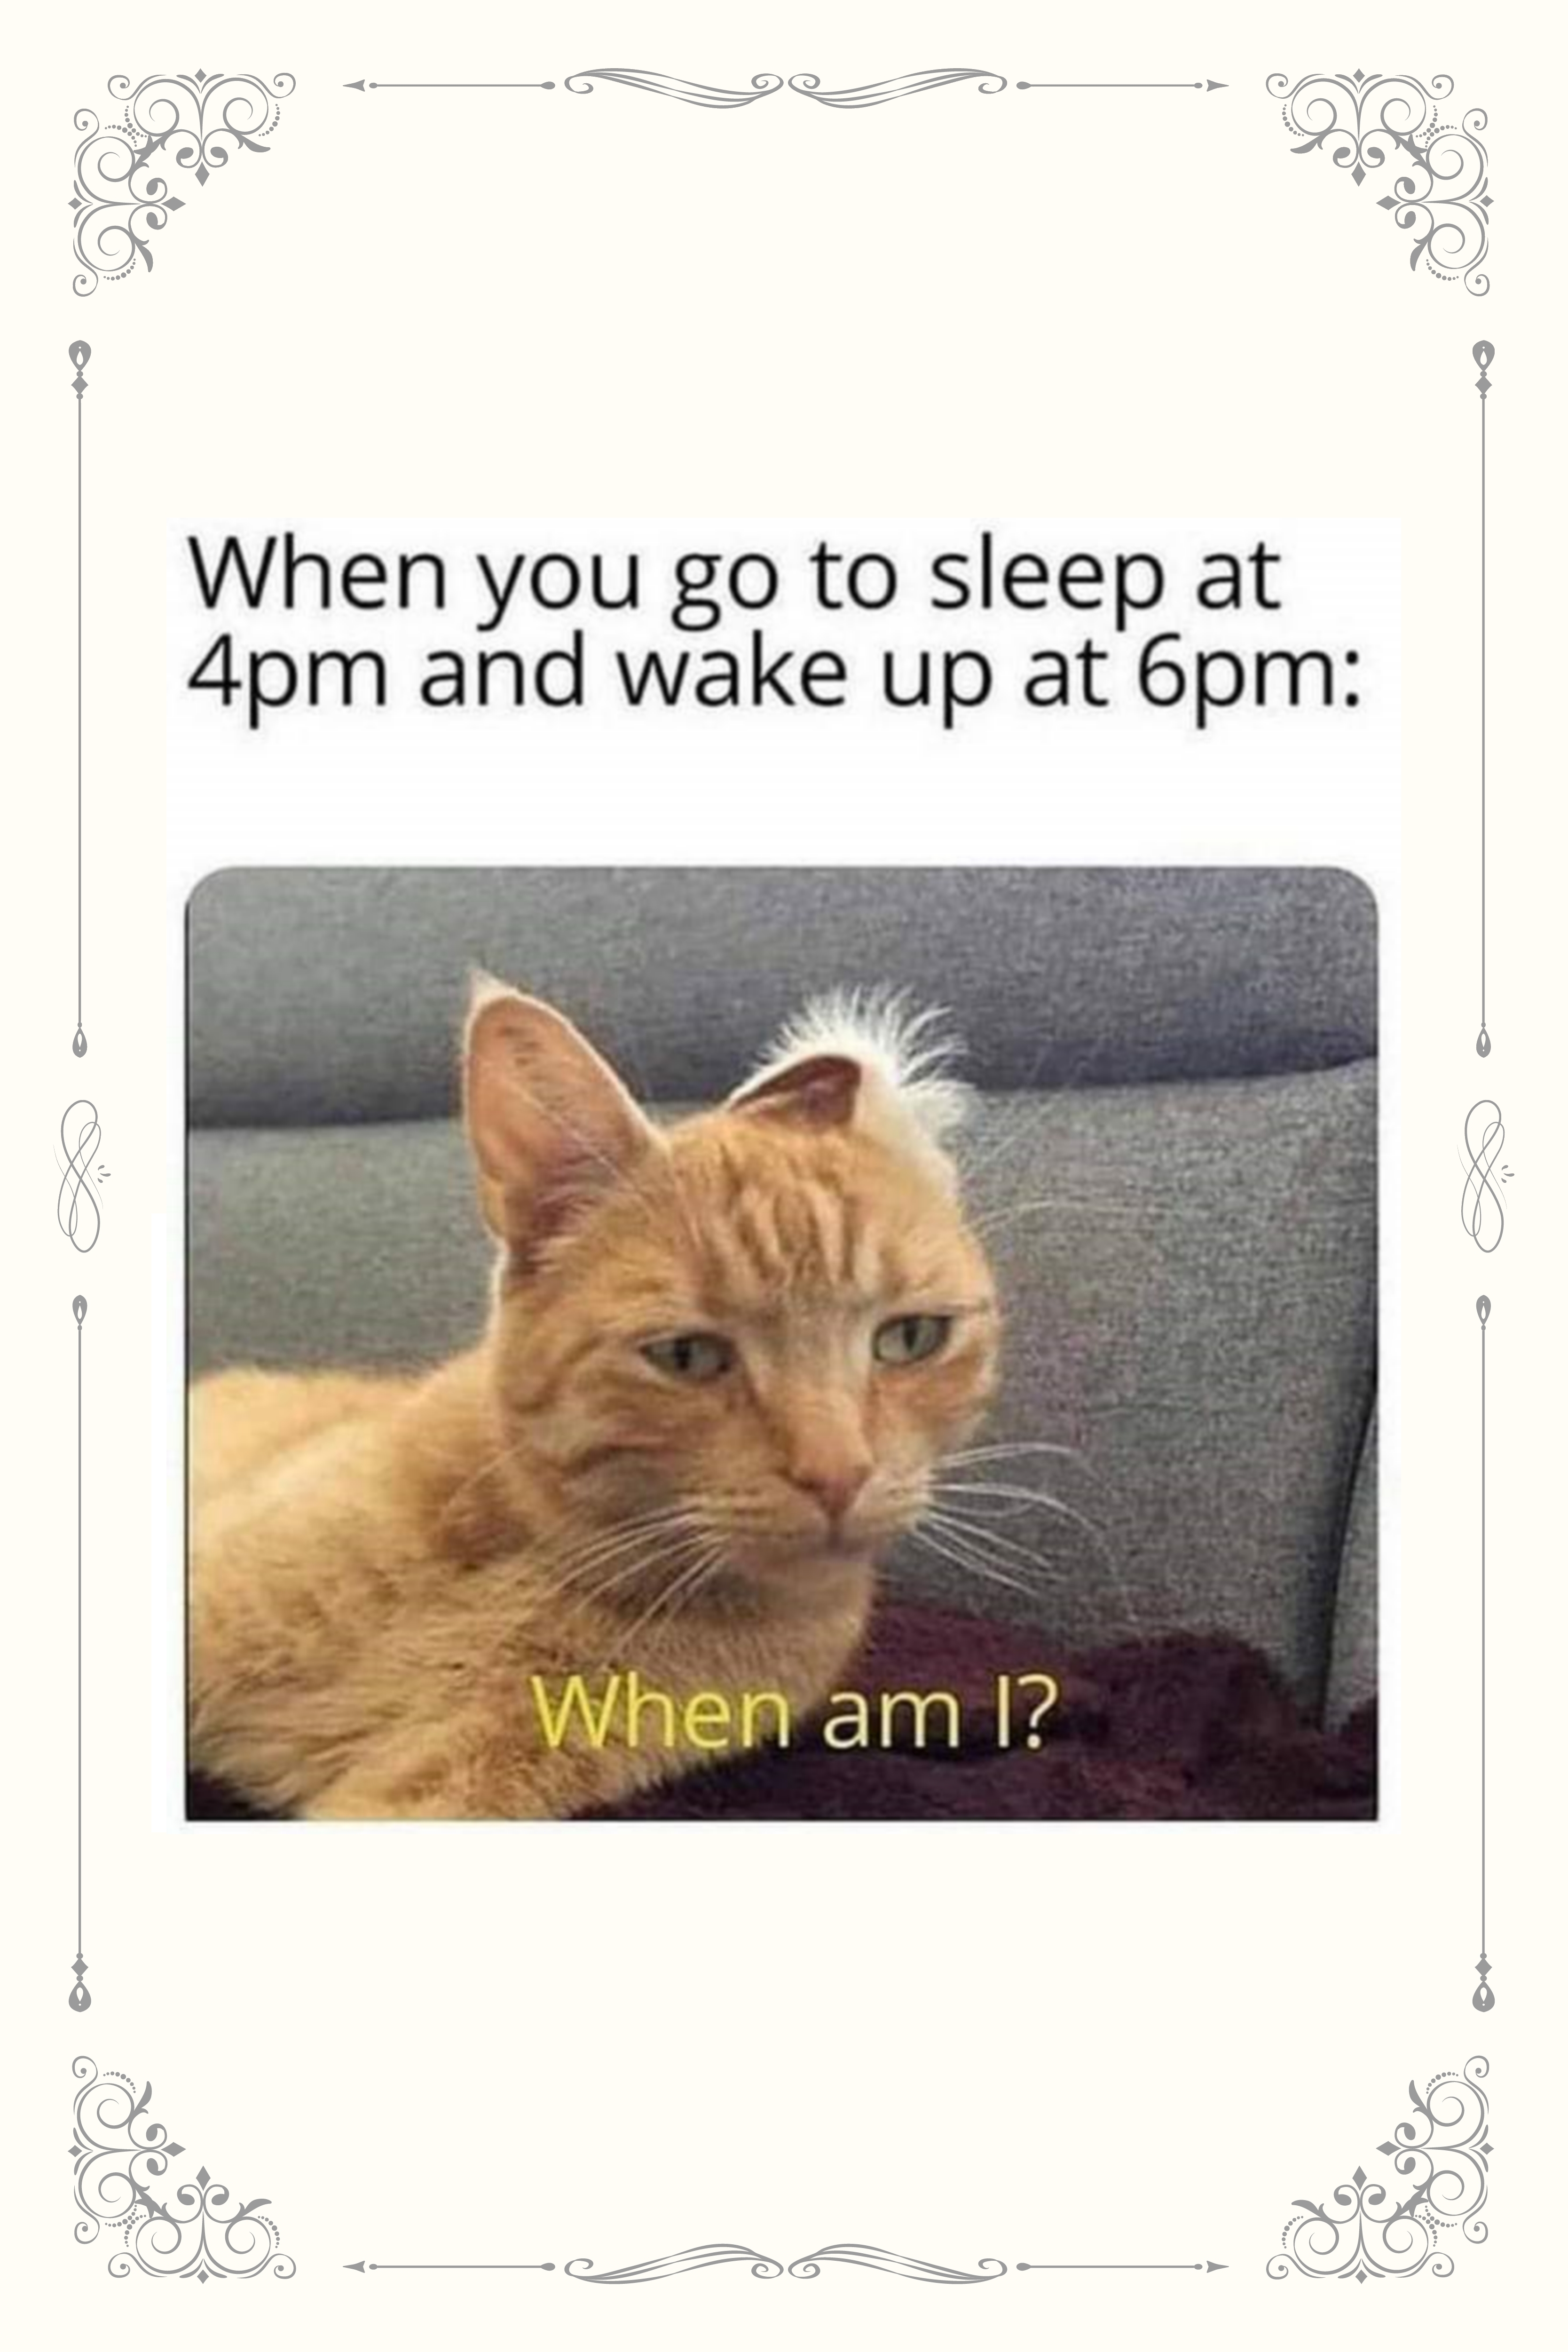 When you go to sleep at
4pm and wake up at 6pm:
When am I?